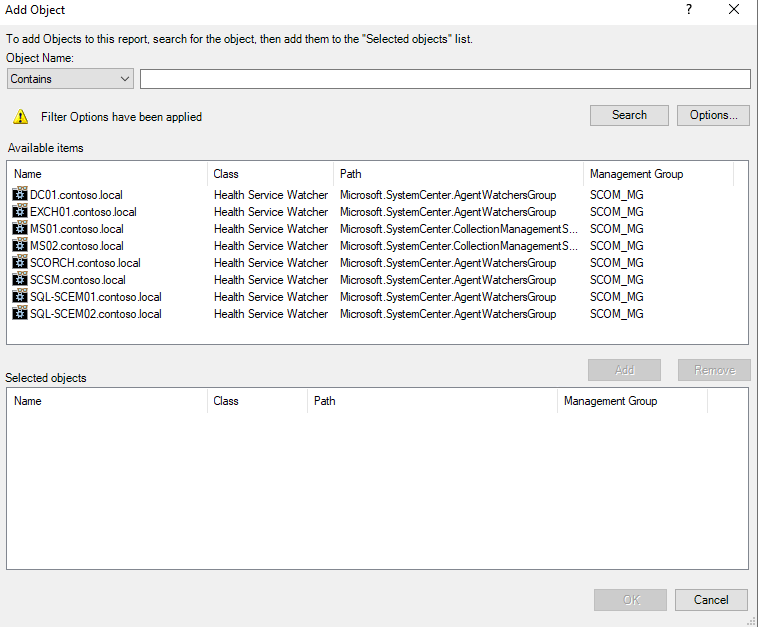 Add Object
?
To add Objects to this report, search for the object, then add them to the "Selected objects" list.
Object Name:
Contains
Filter Options have been applied Search Options...
Available items
Name Class Path Management Group
DC01.contoso.local Health Service Watcher Microsoft.SystemCenter.AgentWatchersGroup SCOM_MG
EXCH01.contoso.local Health Service Watcher Microsoft.SystemCenter.AgentWatchersGroup SCOM_MG
MS01.contoso.local Health Service Watcher Microsoft.SystemCenter.CollectionManagementS... SCOM_MG
MS02.contoso.local Health Service Watcher Microsoft.SystemCenter.CollectionManagementS... SCOM_MG
SCORCH.contoso.local Health Service Watcher Microsoft.SystemCenter.AgentWatchersGroup SCOM_MG
SCSM.contoso.local Health Service Watcher Microsoft.SystemCenter.AgentWatchersGroup SCOM_MG
SQL-SCEM01.contoso.local Health Service Watcher Microsoft.SystemCenter.AgentWatchersGroup SCOM_MG
SQL-SCEM02.contoso.local Health Service Watcher Microsoft.SystemCenter.AgentWatchersGroup SCOM_MG
Add Remove
Selected objects
Name Class Path Management Group
OK Cancel